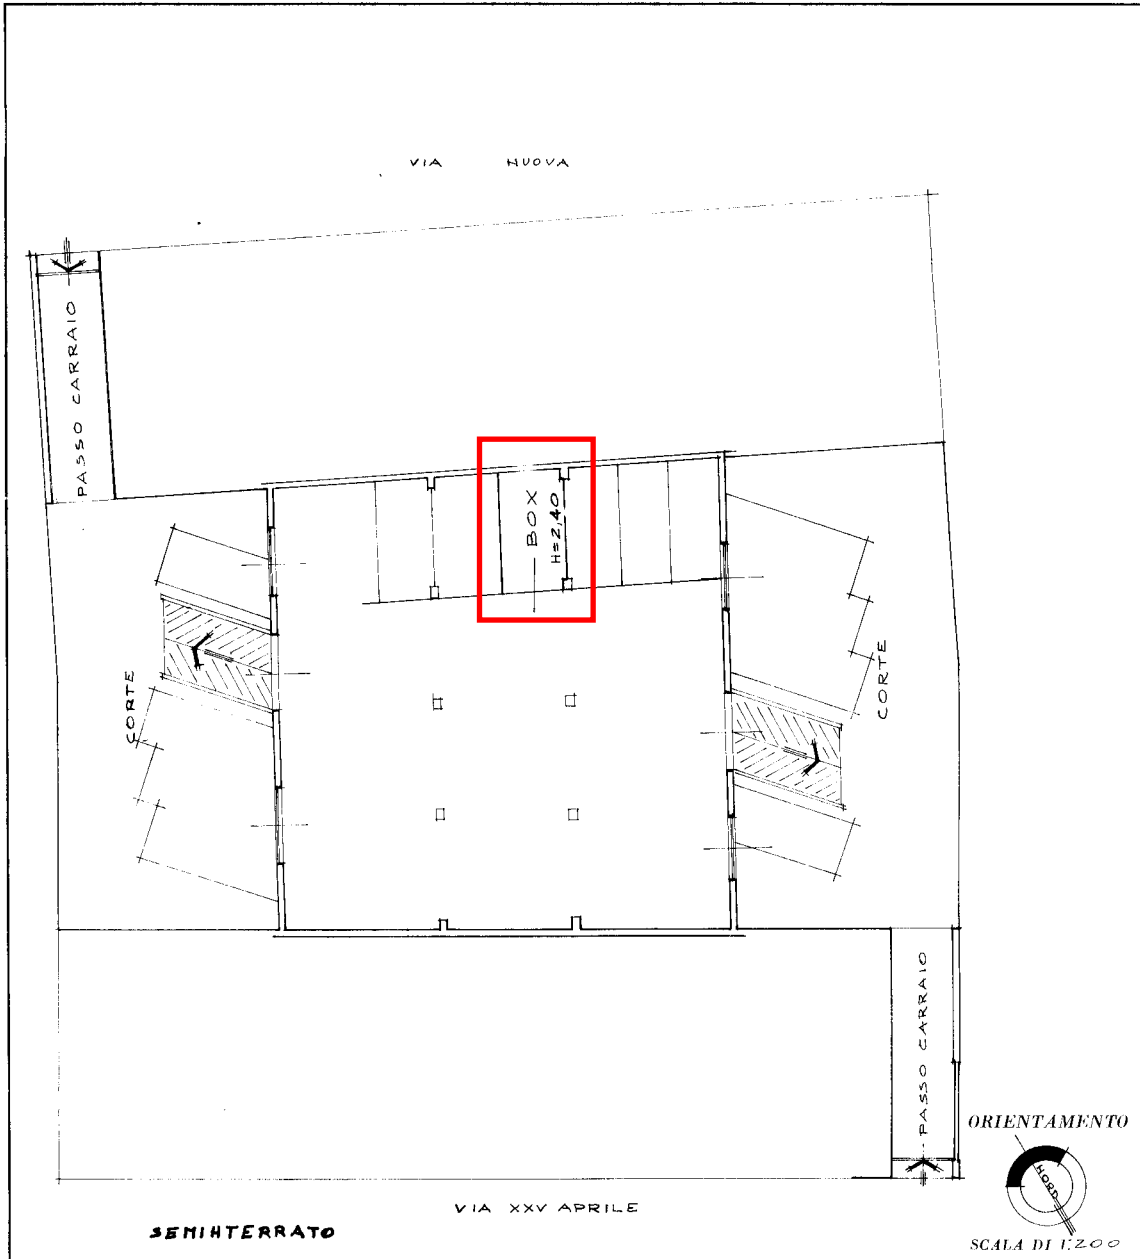 VIA NUOVA
PASSO CARRAIO
BOX
H=2,40
CORTE
CORTE
PASSO CARRAIO
ORIENTAMENTO
NORD
SCALA DI 1:200
VIA XXV APRILE
SEMINTERRATO